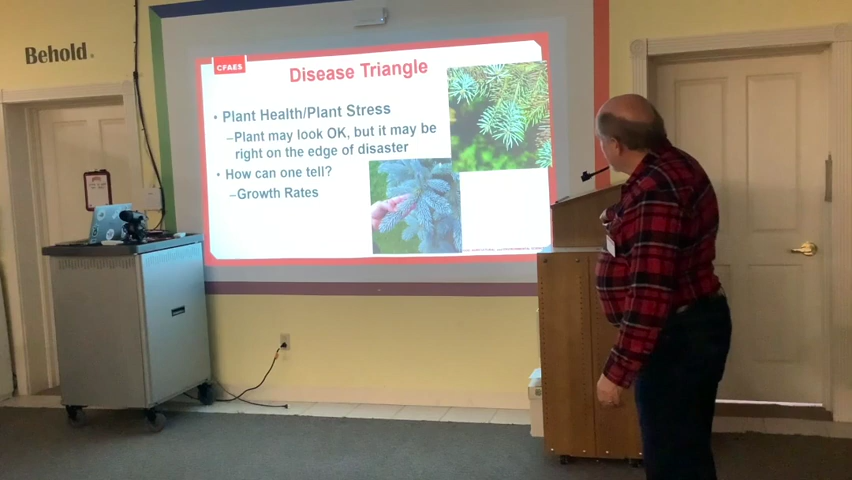 Behold.
CFAES
Disease Triangle
• Plant Health/Plant Stress
–Plant may look OK, but it may be
right on the edge of disaster
• How can one tell?
–Growth Rates